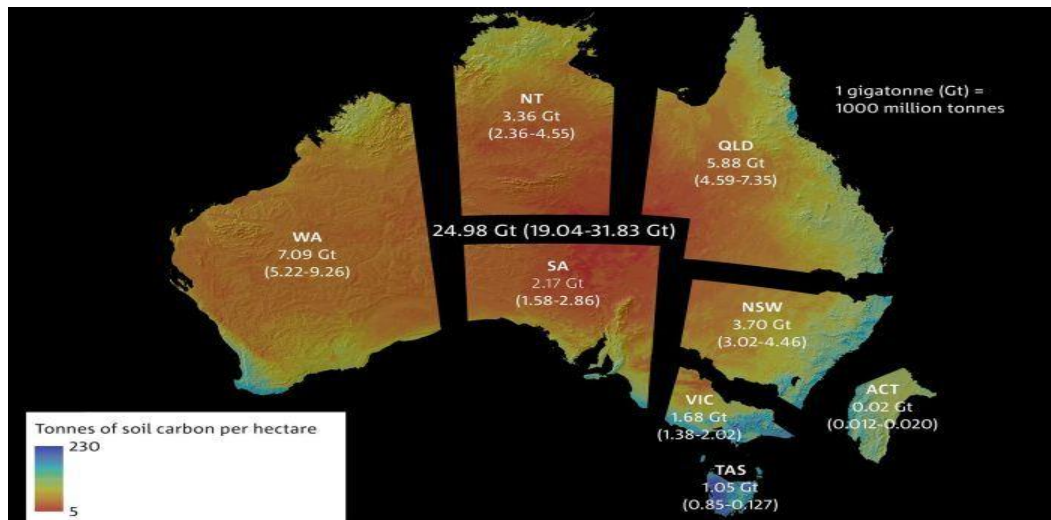 NT
3.36 Gt
(2.36-4.55)
1 gigatonne (Gt) =
1000 million tonnes
QLD
5.88 Gt
(4.59-7.35)
24.98 Gt (19.04-31.83 Gt)
WA
7.09 Gt
(5.22-9.26)
SA
2.17 Gt
(1.58-2.86)
NSW
3.70 Gt
(3.02-4.46)
VIC
1.68 Gt
(1.38-2.02)
ACT
0.02 Gt
(0.012-0.020)
TAS
1.05 Gt
(0.85-0.127)
Tonnes of soil carbon per hectare
230
5